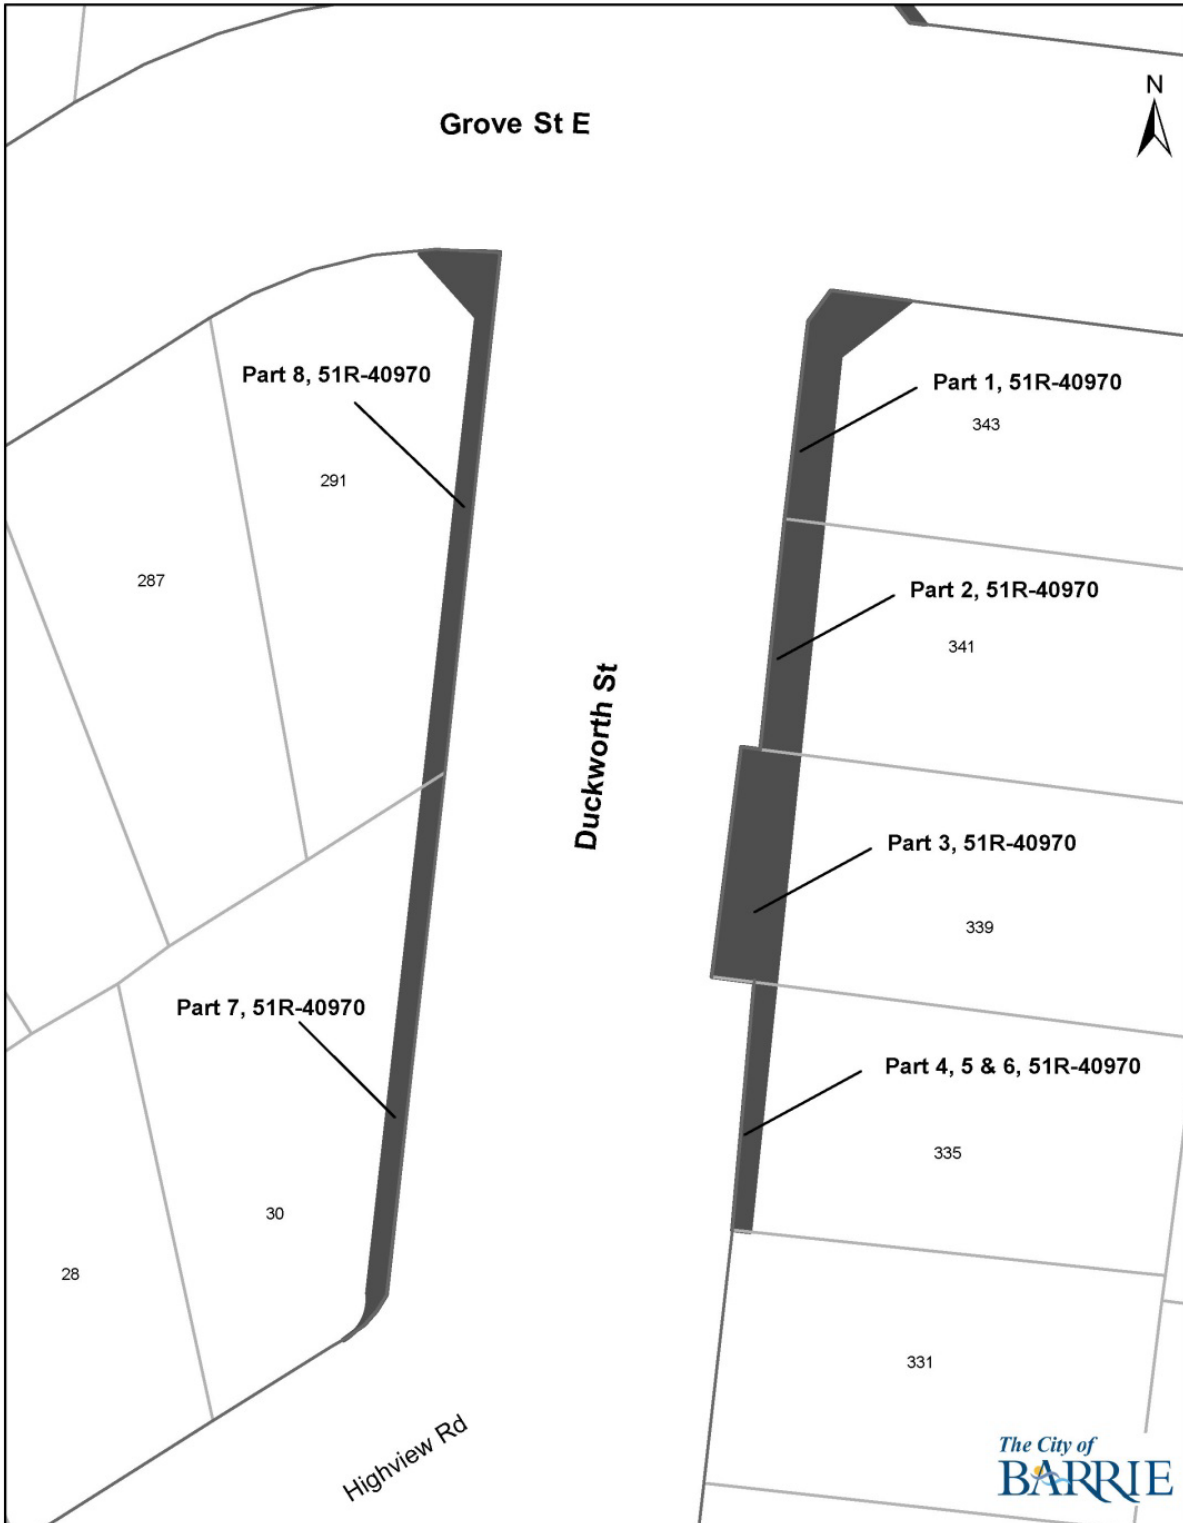 N
Grove St E
Part 8, 51R-40970
Part 1, 51R-40970
343
291
287
Part 2, 51R-40970
341
Duckworth St
Part 3, 51R-40970
339
Part 7, 51R-40970
Part 4, 5 & 6, 51R-40970
335
30
28
331
Highview Rd
The City of
BARRIE